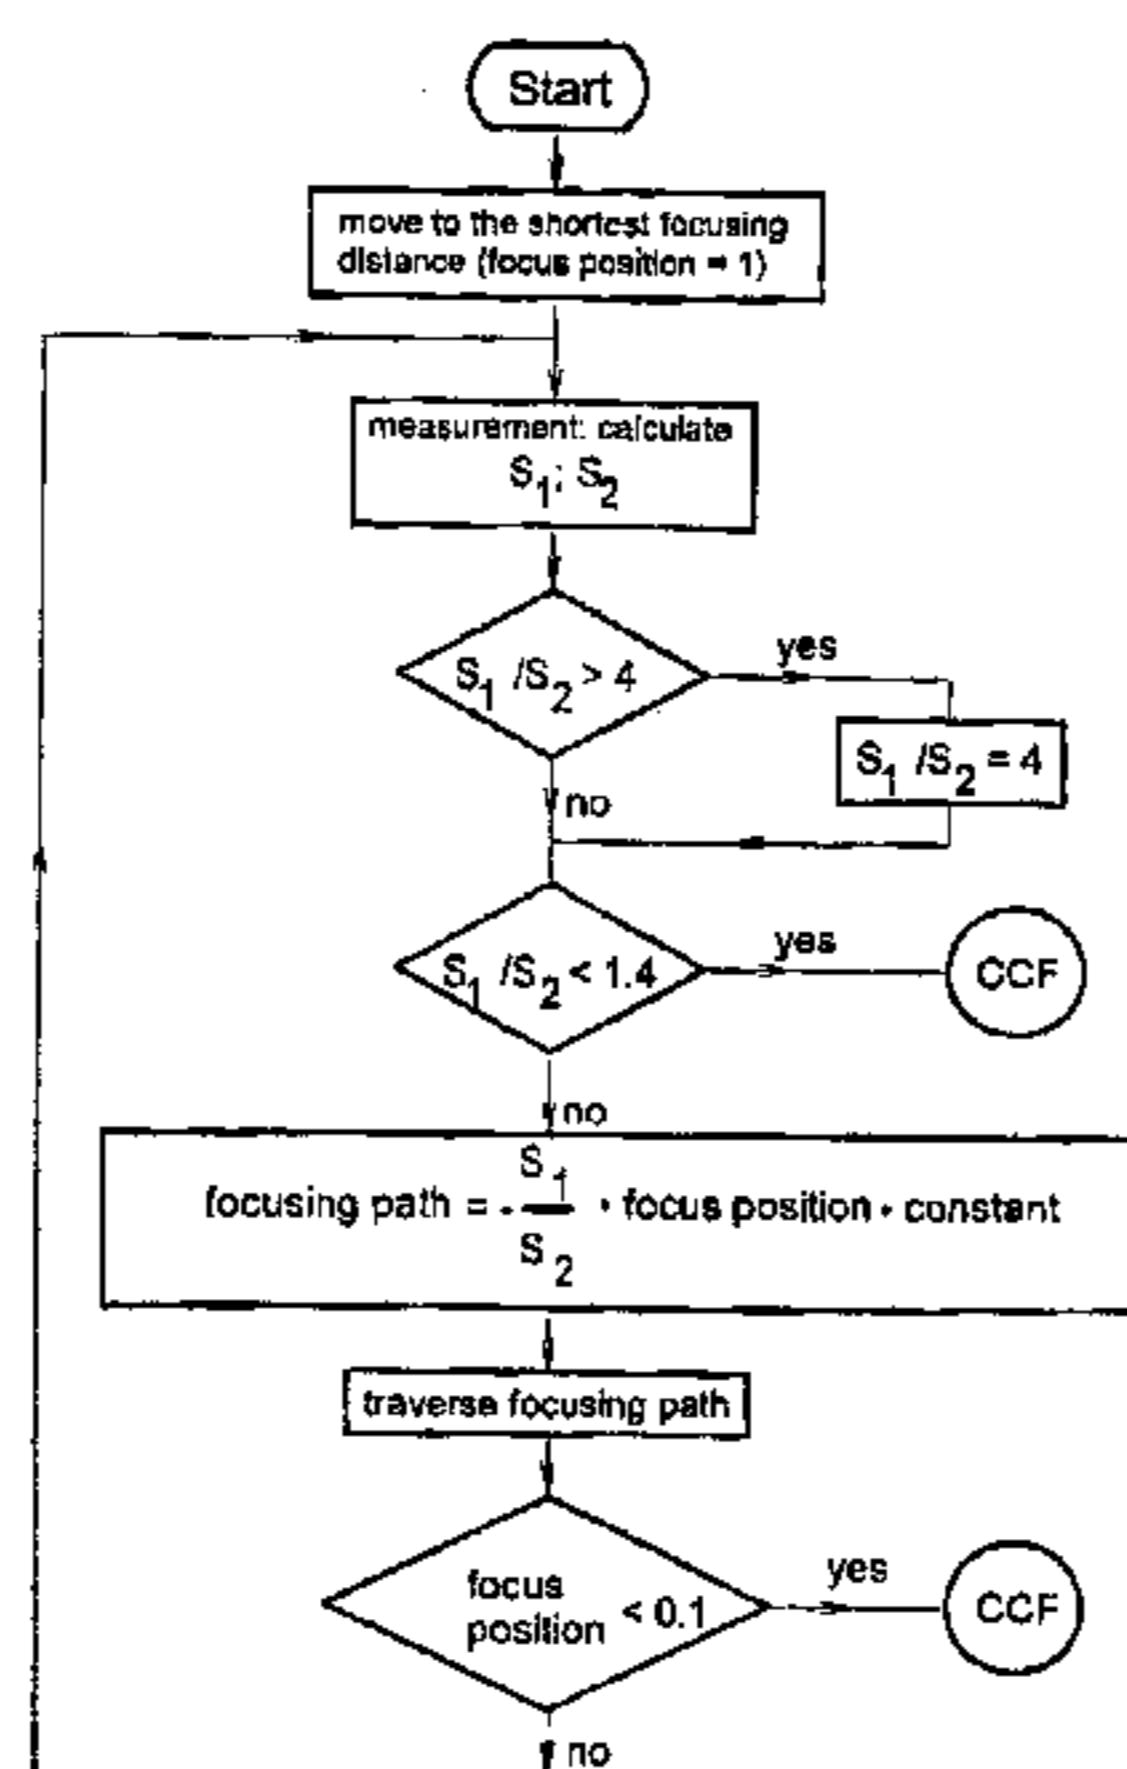 Start
move to the shortest focusing
distance (focus position = 1)
measurement: calculate
S1; S2
S1 /S2 > 4
yes
S1 /S2 = 4
no
S1 /S2 < 1.4
yes
CCF
no
focusing path = - S1 / S2 • focus position • constant
traverse focusing path
focus
position < 0.1
yes
CCF
no